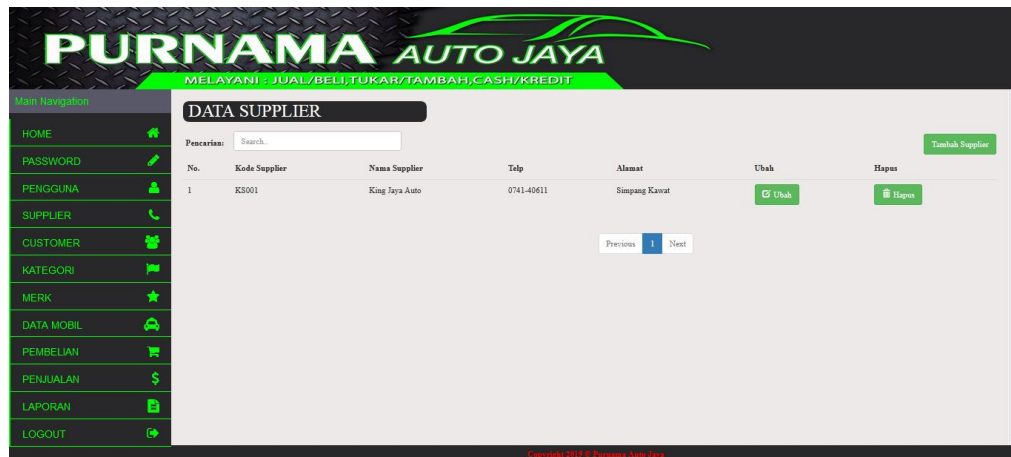 PURNAMA AUTO JAYA
MELAYANI : JUAL/BELI,TUKAR/TAMBAH,CASH/KREDIT
Main Navigation
HOME
PASSWORD
PENGGUNA
SUPPLIER
CUSTOMER
KATEGORI
MERK
DATA MOBIL
PEMBELIAN
PENJUALAN
LAPORAN
LOGOUT
DATA SUPPLIER
Pencarian: Search..
Tambah Supplier
No. Kode Supplier Nama Supplier Telp Alamat Ubah Hapus
1 KS001 King Jaya Auto 0741-40611 Simpang Kawat Ubah Hapus
Previous 1 Next
Copyright 2019 © Purnama Auto Jaya